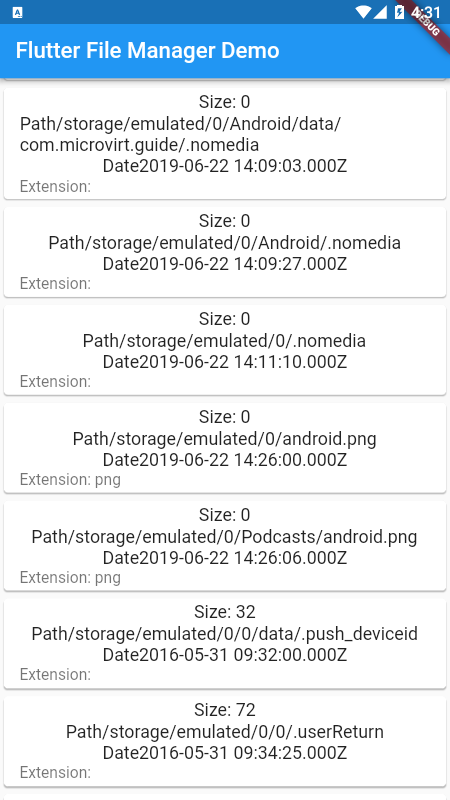 A
4:31
DEBUG
Flutter File Manager Demo
Size: 0
Path/storage/emulated/0/Android/data/
com.microvirt.guide/.nomedia
Date2019-06-22 14:09:03.000Z
Extension:
Size: 0
Path/storage/emulated/0/Android/.nomedia
Date2019-06-22 14:09:27.000Z
Extension:
Size: 0
Path/storage/emulated/0/.nomedia
Date2019-06-22 14:11:10.000Z
Extension:
Size: 0
Path/storage/emulated/0/android.png
Date2019-06-22 14:26:00.000Z
Extension: png
Size: 0
Path/storage/emulated/0/Podcasts/android.png
Date2019-06-22 14:26:06.000Z
Extension: png
Size: 32
Path/storage/emulated/0/0/data/.push_deviceid
Date2016-05-31 09:32:00.000Z
Extension:
Size: 72
Path/storage/emulated/0/0/.userReturn
Date2016-05-31 09:34:25.000Z
Extension: